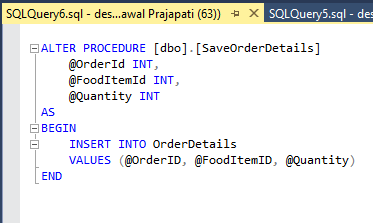 SQLQuery6.sql - des...awal Prajapati (63))
SQLQuery5.sql - des
ALTER PROCEDURE [dbo].[SaveOrderDetails]
@OrderId INT,
@FoodItemId INT,
@Quantity INT
AS
BEGIN
INSERT INTO OrderDetails
VALUES (@OrderID, @FoodItemID, @Quantity)
END